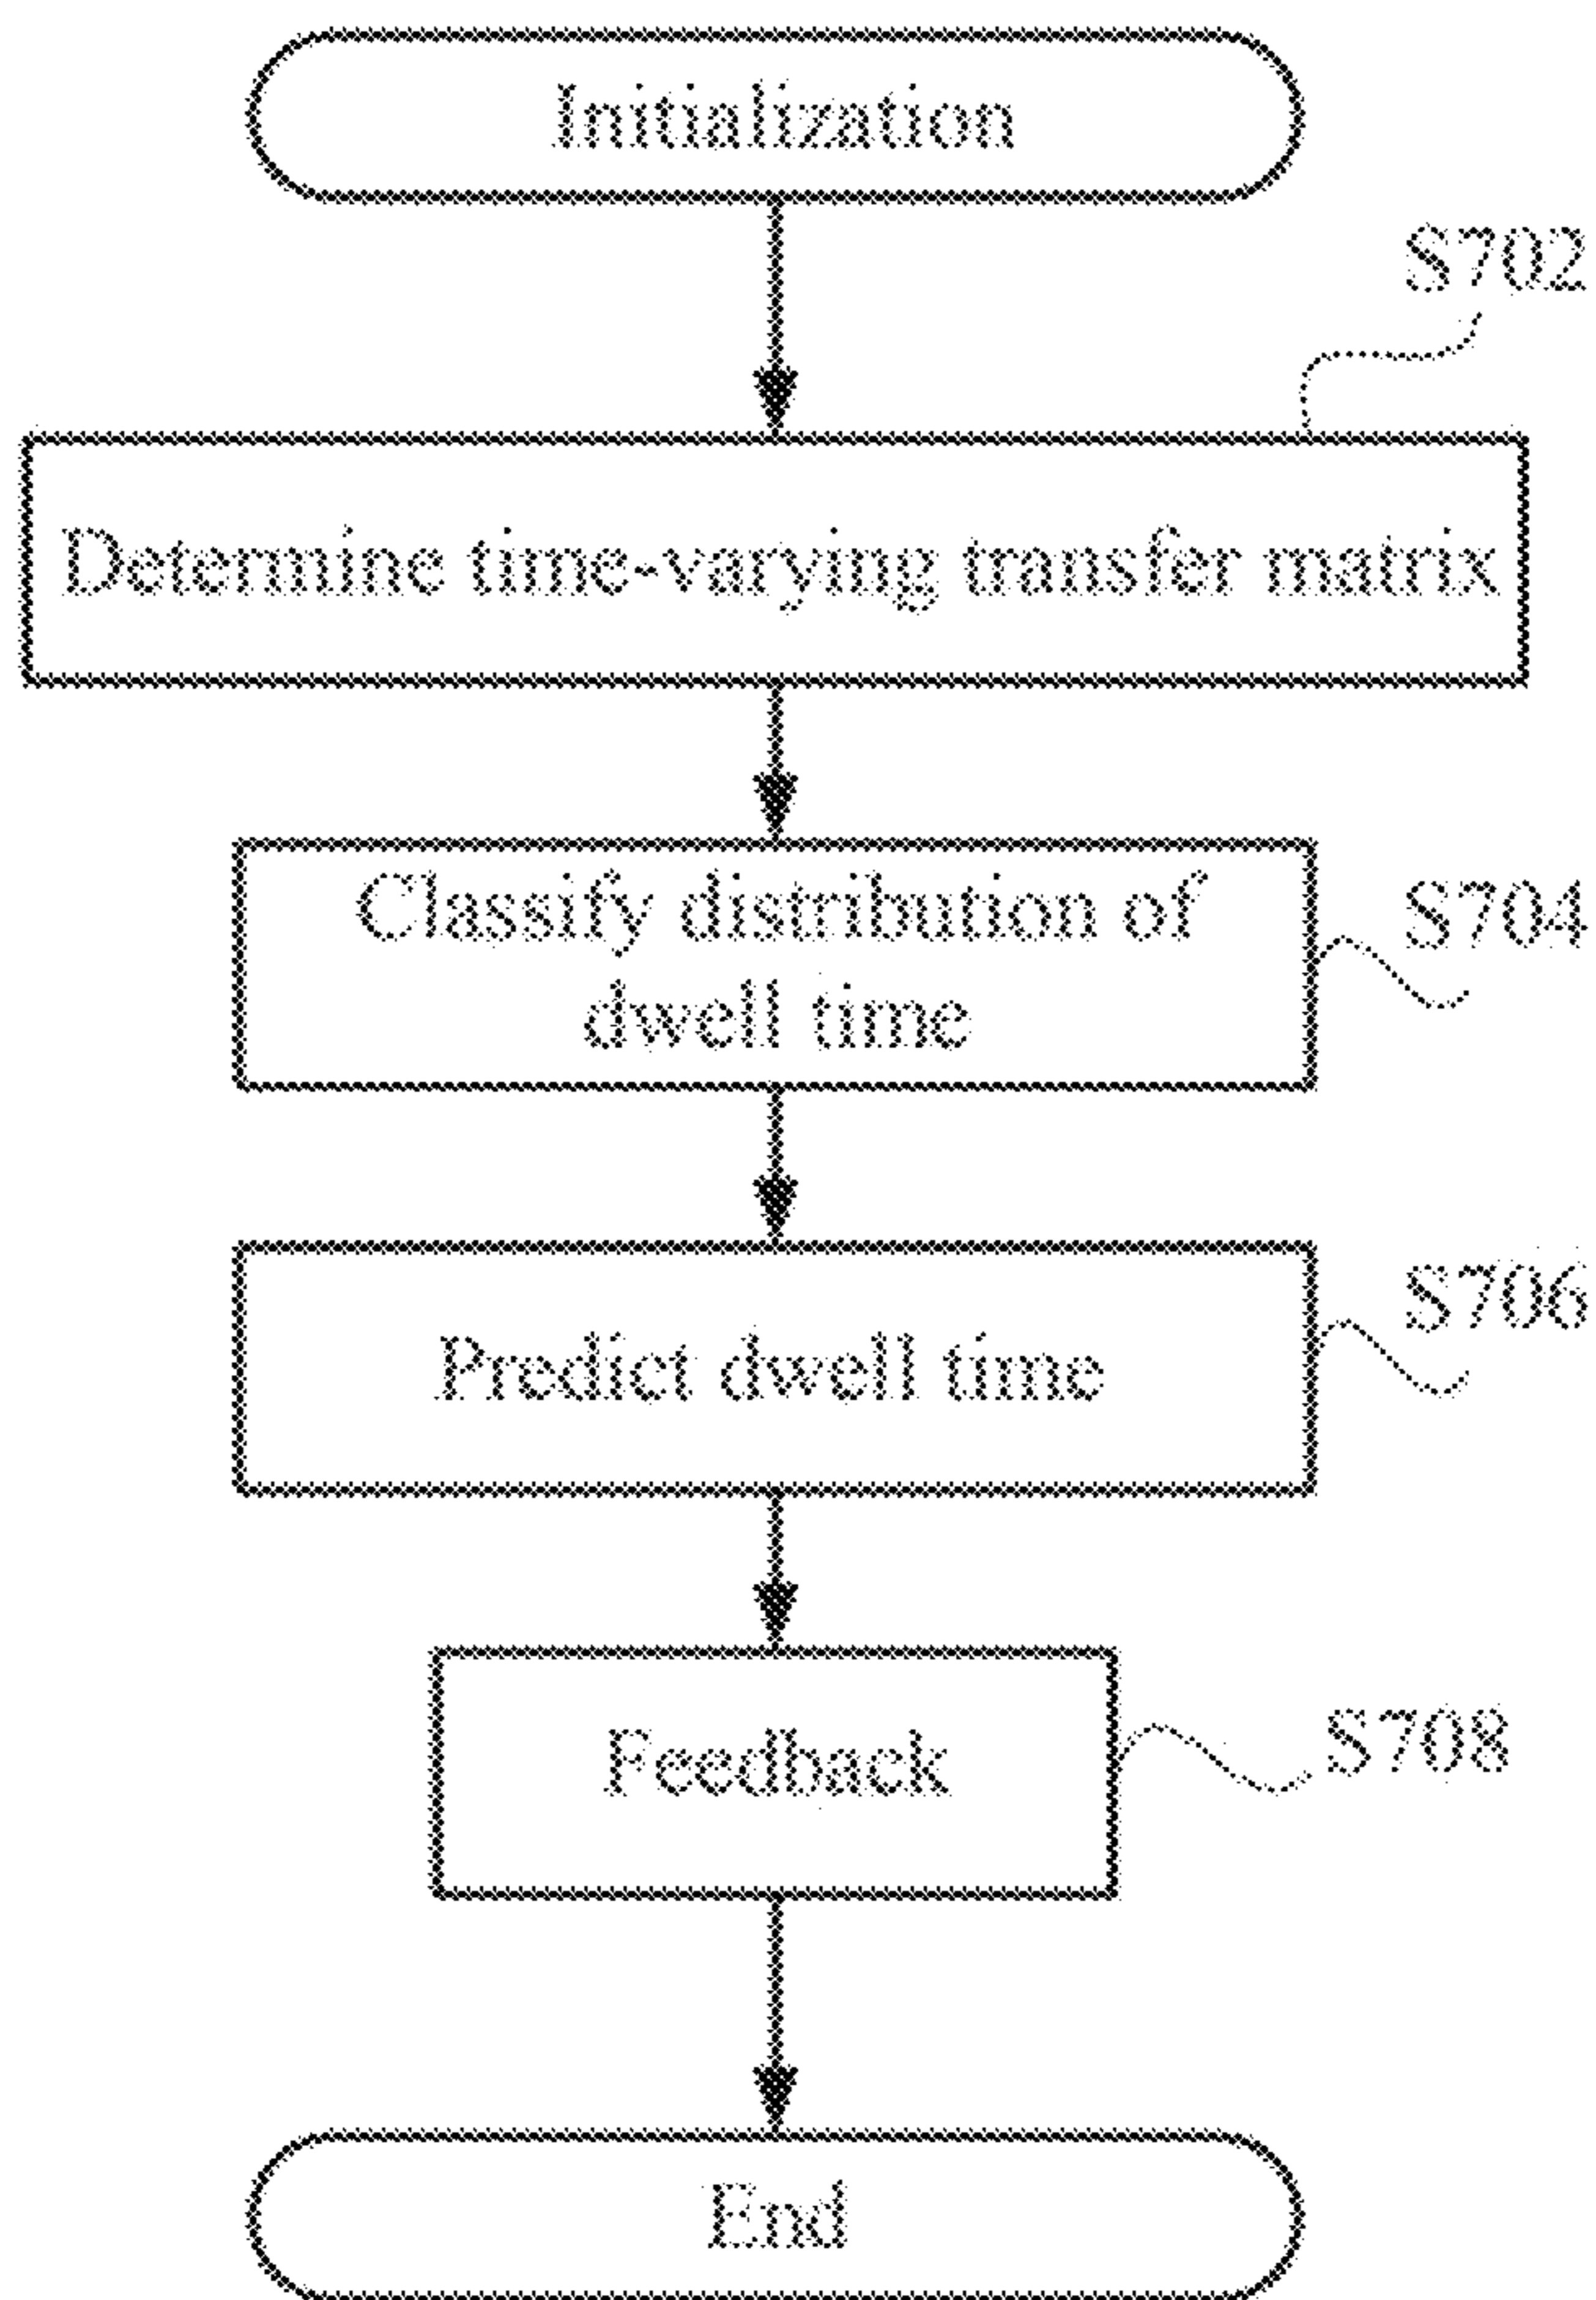 Initialization
S702
Determine time-varying transfer matrix
Classify distribution of
dwell time
S704
Predict dwell time
S706
Feedback
S708
End